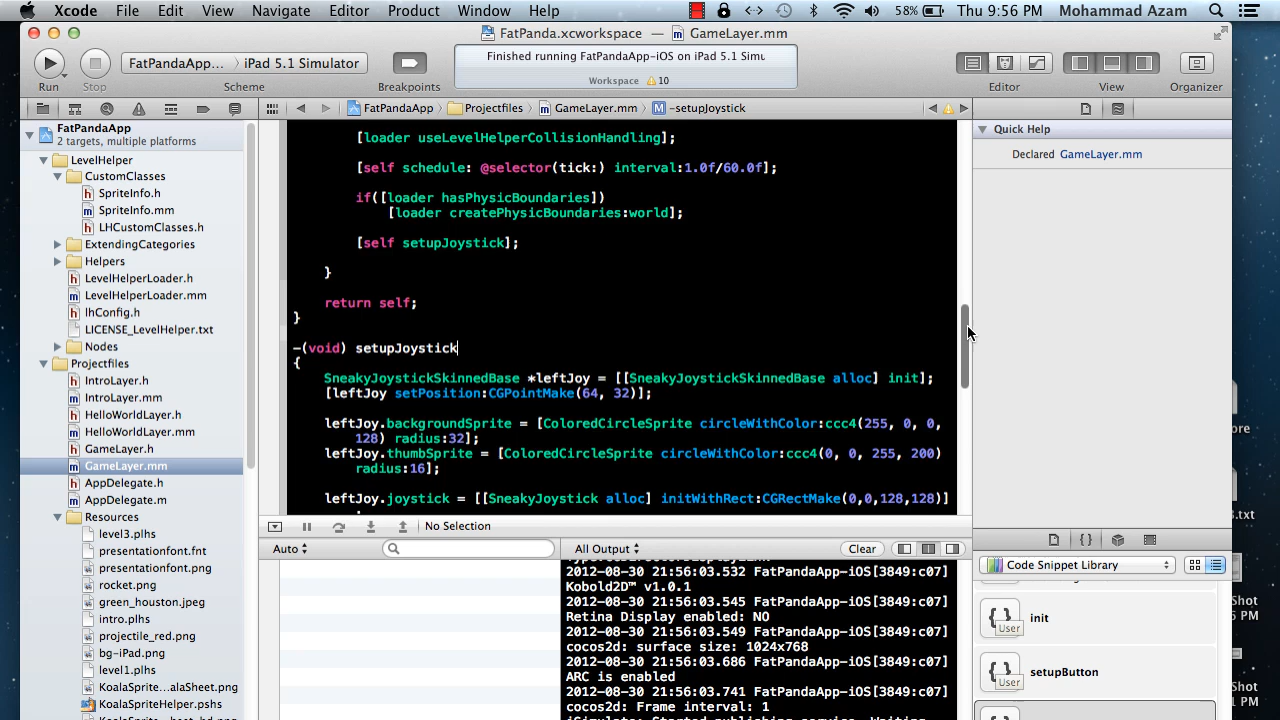 Xcode File Edit View Navigate Editor Product Window Help 58% Thu 9:56 PM Mohammad Azam
FatPanda.xcworkspace — GameLayer.mm
Run Stop FatPandaApp... iPad 5.1 Simulator Scheme Breakpoints
Finished running FatPandaApp-iOS on iPad 5.1 Simu
Workspace 10
Editor View Organizer
FatPandaApp Projectfiles GameLayer.mm M -setupJoystick
FatPandaApp
2 targets, multiple platforms
LevelHelper
CustomClasses
SpriteInfo.h
SpriteInfo.mm
LHCustomClasses.h
ExtendingCategories
Helpers
LevelHelperLoader.h
LevelHelperLoader.mm
lhConfig.h
LICENSE_LevelHelper.txt
Nodes
Projectfiles
IntroLayer.h
IntroLayer.mm
HelloWorldLayer.h
HelloWorldLayer.mm
GameLayer.h
GameLayer.mm
AppDelegate.h
AppDelegate.m
Resources
level3.plhs
presentationfont.fnt
presentationfont.png
rocket.png
green_houston.jpeg
intro.plhs
projectile_red.png
bg-iPad.png
level1.plhs
KoalaSprite...alaSheet.png
KoalaSpriteHelper.pshs
[loader useLevelHelperCollisionHandling];
[self schedule: @selector(tick:) interval:1.0f/60.0f];
if([loader hasPhysicBoundaries])
[loader createPhysicBoundaries:world];
[self setupJoystick];
}
return self;
}
-(void) setupJoystick
{
SneakyJoystickSkinnedBase *leftJoy = [[SneakyJoystickSkinnedBase alloc] init];
[leftJoy setPosition:CGPointMake(64, 32)];
leftJoy.backgroundSprite = [ColoredCircleSprite circleWithColor:ccc4(255, 0, 0,
128) radius:32];
leftJoy.thumbSprite = [ColoredCircleSprite circleWithColor:ccc4(0, 0, 255, 200)
radius:16];
leftJoy.joystick = [[SneakyJoystick alloc] initWithRect:CGRectMake(0,0,128,128)]
;
No Selection
Auto
All Output Clear
2012-08-30 21:56:03.532 FatPandaApp-iOS[3849:c07]
Kobold2D™ v1.0.1
2012-08-30 21:56:03.545 FatPandaApp-iOS[3849:c07]
Retina Display enabled: NO
2012-08-30 21:56:03.549 FatPandaApp-iOS[3849:c07]
cocos2d: surface size: 1024x768
2012-08-30 21:56:03.686 FatPandaApp-iOS[3849:c07]
ARC is enabled
2012-08-30 21:56:03.741 FatPandaApp-iOS[3849:c07]
cocos2d: Frame interval: 1
Quick Help
Declared GameLayer.mm
Code Snippet Library
{} User init
{} User setupButton
ore
3.txt
Shot
PM
Shot
1 PM